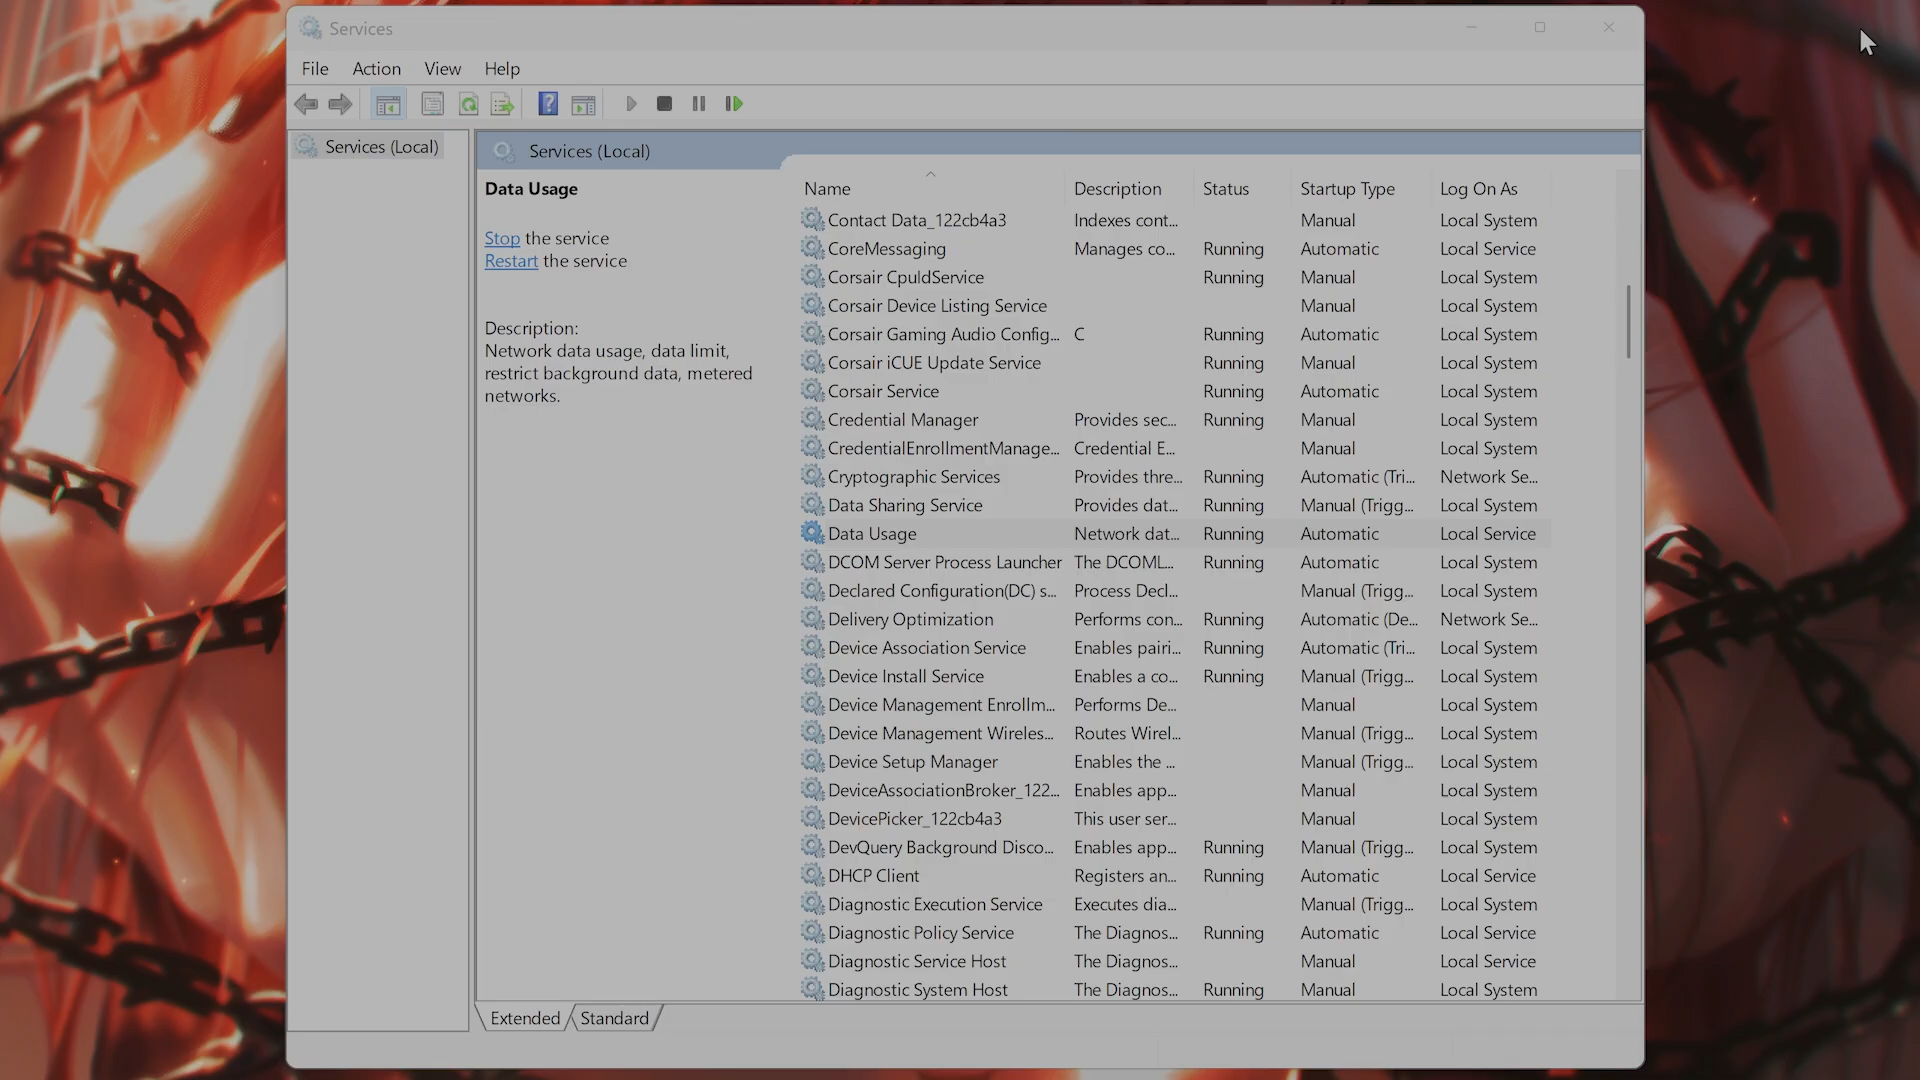 Services
File Action View Help
Services (Local)
Services (Local)
Data Usage
Stop the service
Restart the service
Description:
Network data usage, data limit,
restrict background data, metered
networks.
Name Description Status Startup Type Log On As
Contact Data_122cb4a3 Indexes cont... Manual Local System
CoreMessaging Manages co... Running Automatic Local Service
Corsair CpuIdService Running Manual Local System
Corsair Device Listing Service Manual Local System
Corsair Gaming Audio Config... C Running Automatic Local System
Corsair iCUE Update Service Running Manual Local System
Corsair Service Running Automatic Local System
Credential Manager Provides sec... Running Manual Local System
CredentialEnrollmentManage... Credential E... Manual Local System
Cryptographic Services Provides thre... Running Automatic (Tri... Network Se...
Data Sharing Service Provides dat... Running Manual (Trigg... Local System
Data Usage Network dat... Running Automatic Local Service
DCOM Server Process Launcher The DCOML... Running Automatic Local System
Declared Configuration(DC) s... Process Decl... Manual (Trigg... Local System
Delivery Optimization Performs con... Running Automatic (De... Network Se...
Device Association Service Enables pairi... Running Automatic (Tri... Local System
Device Install Service Enables a co... Running Manual (Trigg... Local System
Device Management Enrollm... Performs De... Manual Local System
Device Management Wireles... Routes Wirel... Manual (Trigg... Local System
Device Setup Manager Enables the ... Manual (Trigg... Local System
DeviceAssociationBroker_122... Enables app... Manual Local System
DevicePicker_122cb4a3 This user ser... Manual Local System
DevQuery Background Disco... Enables app... Running Manual (Trigg... Local System
DHCP Client Registers an... Running Automatic Local Service
Diagnostic Execution Service Executes dia... Manual (Trigg... Local System
Diagnostic Policy Service The Diagnos... Running Automatic Local Service
Diagnostic Service Host The Diagnos... Manual Local Service
Diagnostic System Host The Diagnos... Running Manual Local System
Extended Standard